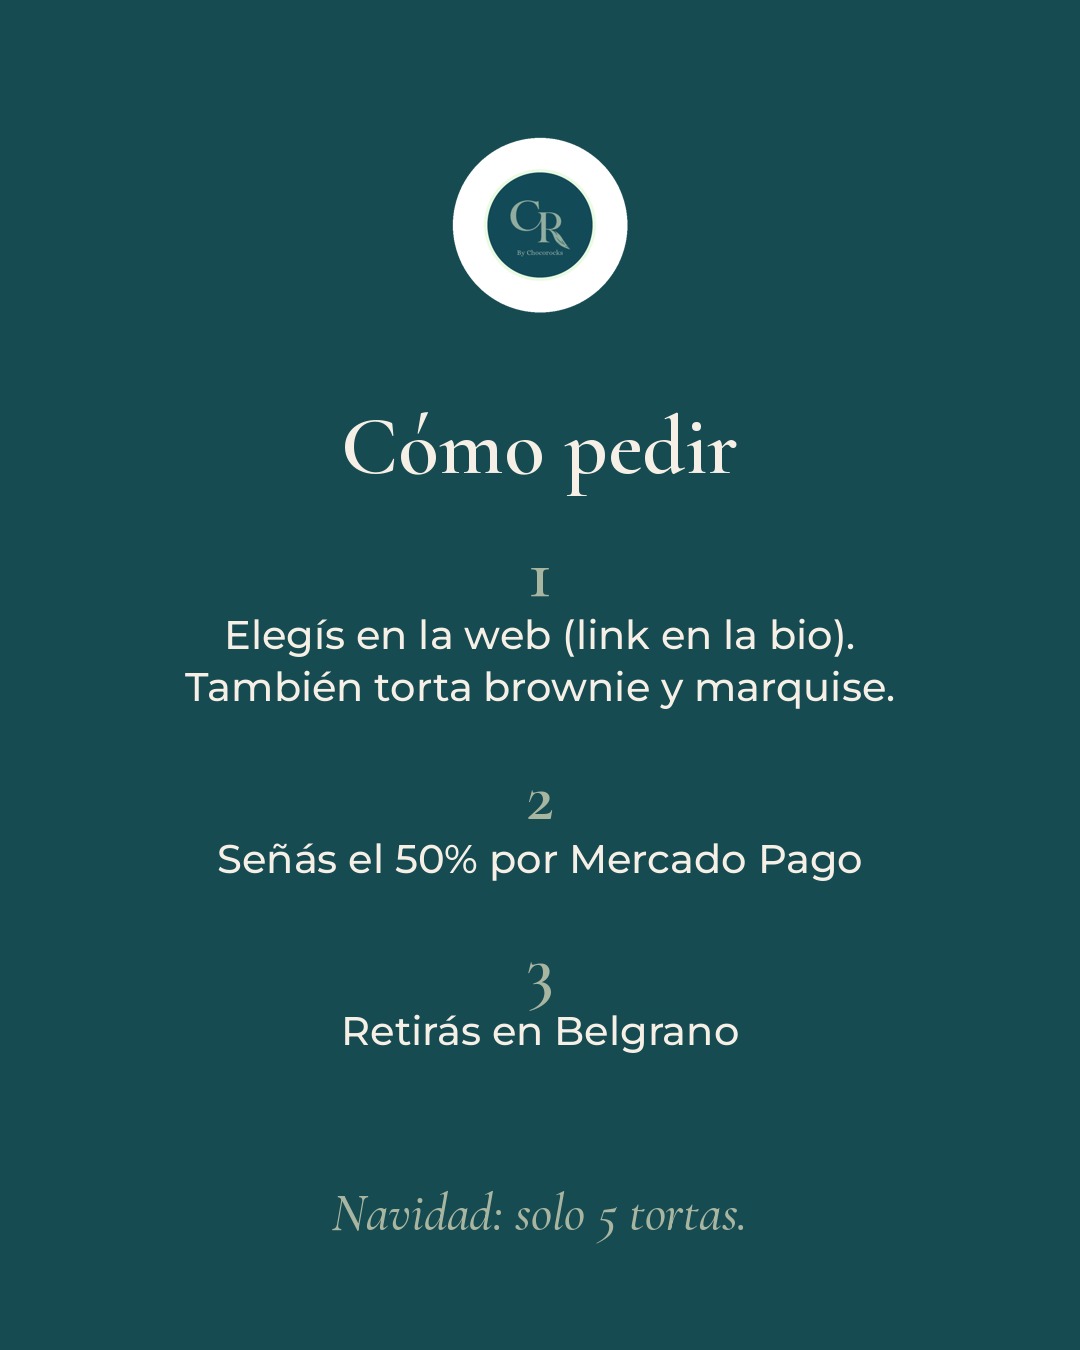 CR
By Chocorocks
Cómo pedir
1
Elegís en la web (link en la bio).
También torta brownie y marquise.
2
Señás el 50% por Mercado Pago
3
Retirás en Belgrano
Navidad: solo 5 tortas.